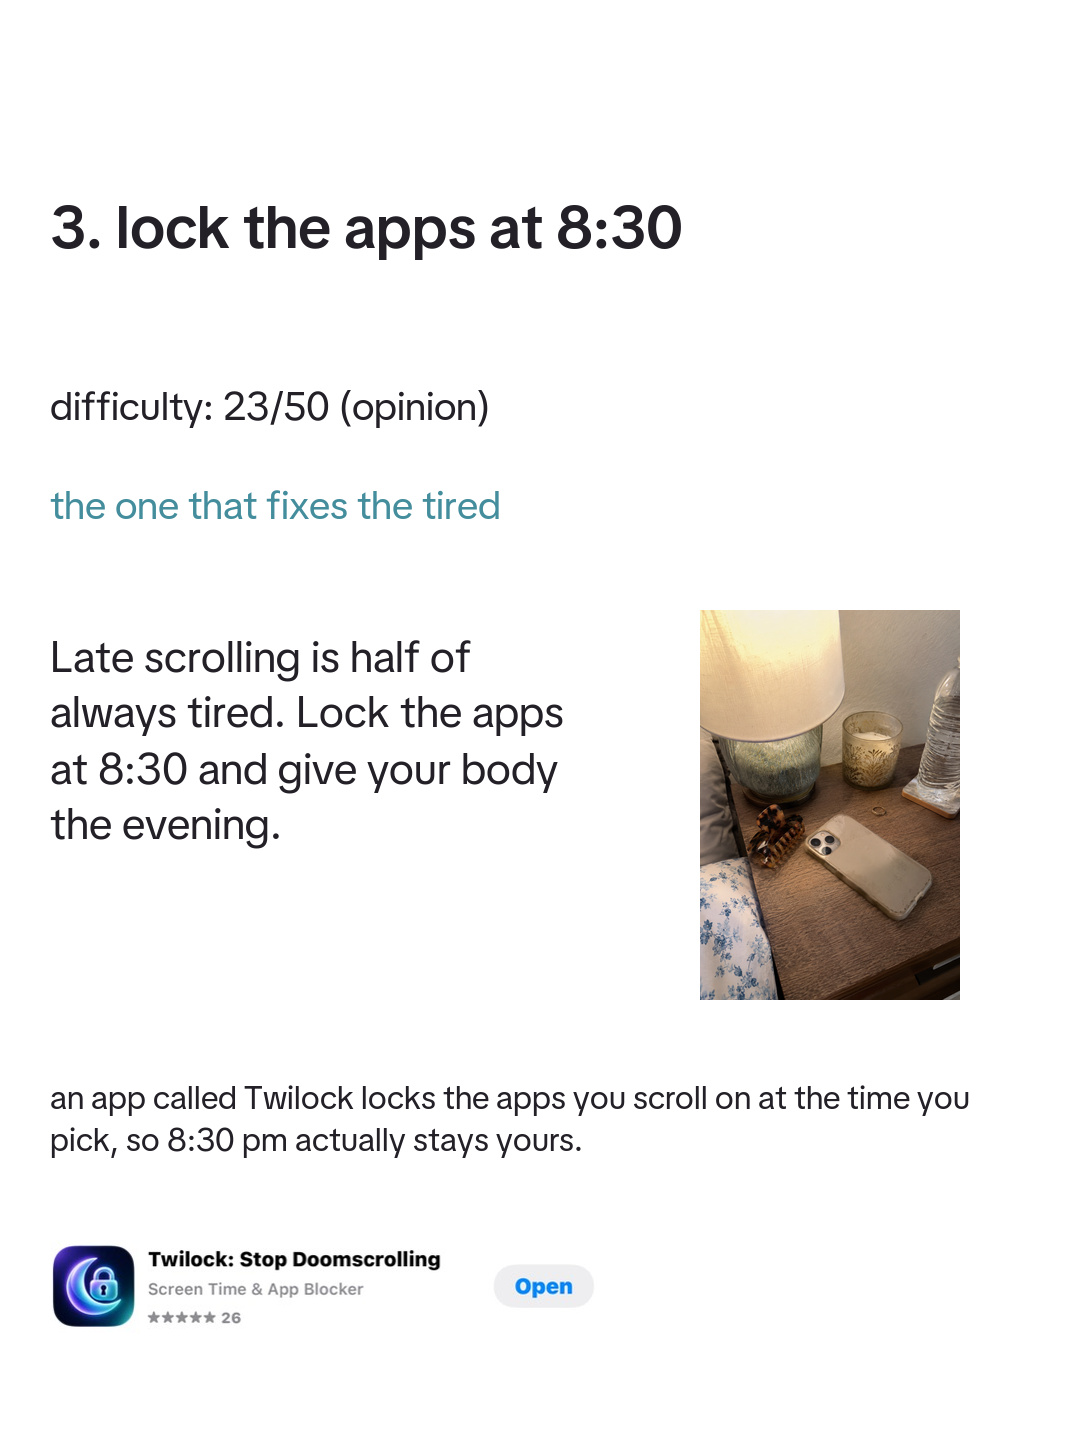 3. lock the apps at 8:30
difficulty: 23/50 (opinion)
the one that fixes the tired
Late scrolling is half of
always tired. Lock the apps
at 8:30 and give your body
the evening.
an app called Twilock locks the apps you scroll on at the time you
pick, so 8:30 pm actually stays yours.
Twilock: Stop Doomscrolling
Screen Time & App Blocker
★★★★★ 26
Open